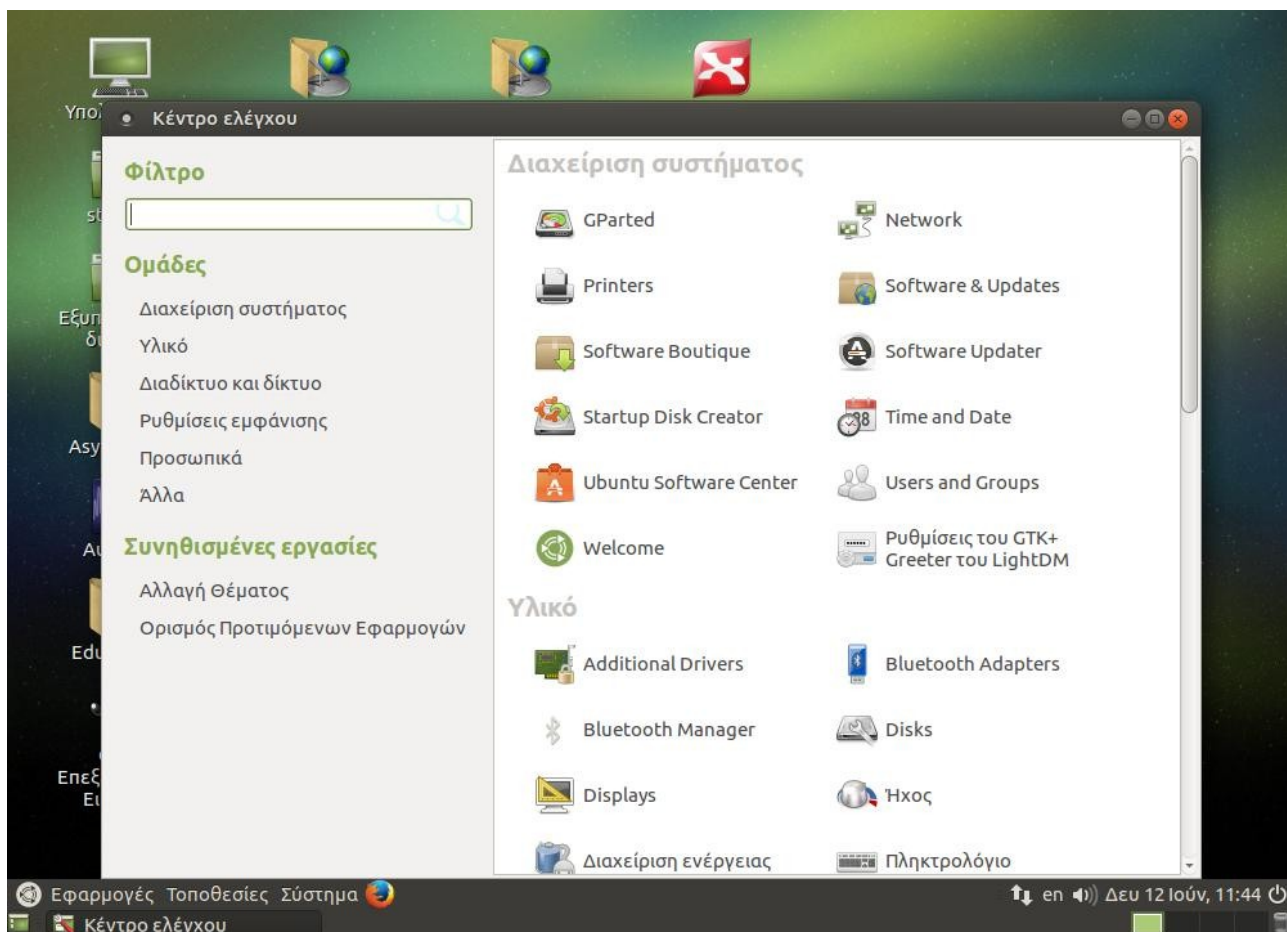 Κέντρο ελέγχου
Φίλτρο
Ομάδες
Διαχείριση συστήματος
Υλικό
Διαδίκτυο και δίκτυο
Ρυθμίσεις εμφάνισης
Προσωπικά
Άλλα
Συνηθισμένες εργασίες
Αλλαγή Θέματος
Ορισμός Προτιμόμενων Εφαρμογών
Διαχείριση συστήματος
GParted
Network
Printers
Software & Updates
Software Boutique
Software Updater
Startup Disk Creator
Time and Date
Ubuntu Software Center
Users and Groups
Welcome
Ρυθμίσεις του GTK+
Greeter του LightDM
Υλικό
Additional Drivers
Bluetooth Adapters
Bluetooth Manager
Disks
Displays
Ήχος
Διαχείριση ενέργειας
Πληκτρολόγιο
Εφαρμογές Τοποθεσίες Σύστημα en Δευ 12 Ιούν, 11:44
Κέντρο ελέγχου